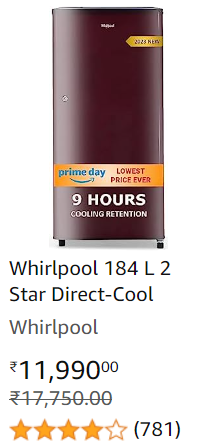 Whirlpool
2023 NEW
prime day
LOWEST
PRICE EVER
9 HOURS
COOLING RETENTION
Whirlpool 184 L 2
Star Direct-Cool
Whirlpool
₹11,99000
₹17,750.00
(781)